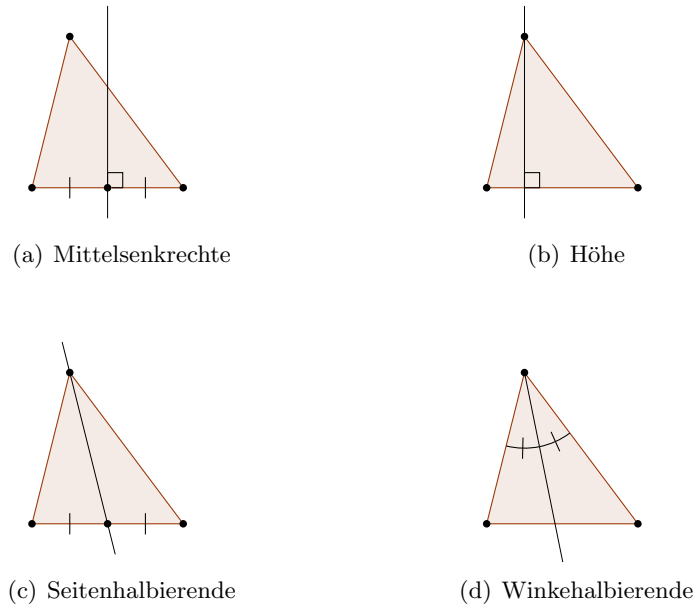 (a) Mittelsenkrechte
(b) Höhe
(c) Seitenhalbierende
(d) Winkehalbierende